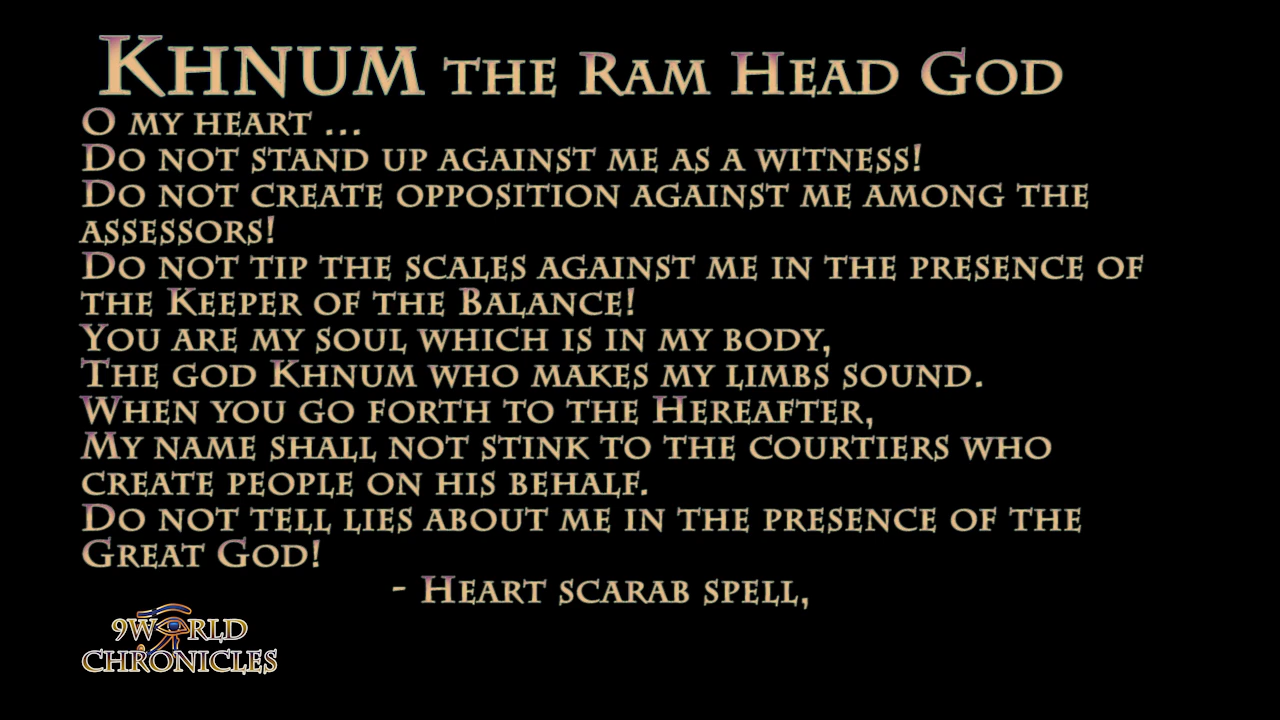 Khnum the Ram Head God
O my heart ...
Do not stand up against me as a witness!
Do not create opposition against me among the
assessors!
Do not tip the scales against me in the presence of
the Keeper of the Balance!
You are my soul which is in my body,
The god Khnum who makes my limbs sound.
When you go forth to the Hereafter,
My name shall not stink to the courtiers who
create people on his behalf.
Do not tell lies about me in the presence of the
Great God!
- Heart scarab spell,
9World
Chronicles